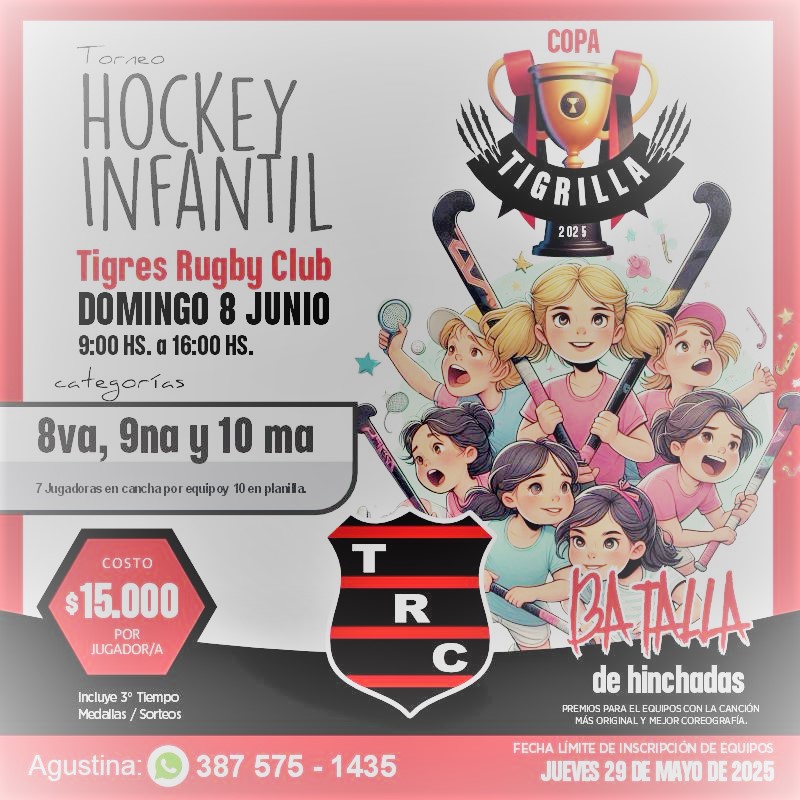 Torneo
HOCKEY
INFANTIL
Tigres Rugby Club
DOMINGO 8 JUNIO
9:00 HS. a 16:00 HS.
categorías
8va, 9na y 10 ma
7 Jugadoras en cancha por equipo y 10 en planilla.
COPA
TIGRILLA
2025
COSTO
$15.000
POR
JUGADOR/A
Incluye 3º Tiempo
Medallas / Sorteos
T
R
C
BATALLA
de hinchadas
PREMIOS PARA EL EQUIPOS CON LA CANCIÓN
MÁS ORIGINAL Y MEJOR COREOGRAFÍA.
Agustina: 387 575 - 1435
FECHA LÍMITE DE INSCRIPCIÓN DE EQUIPOS
JUEVES 29 DE MAYO DE 2025